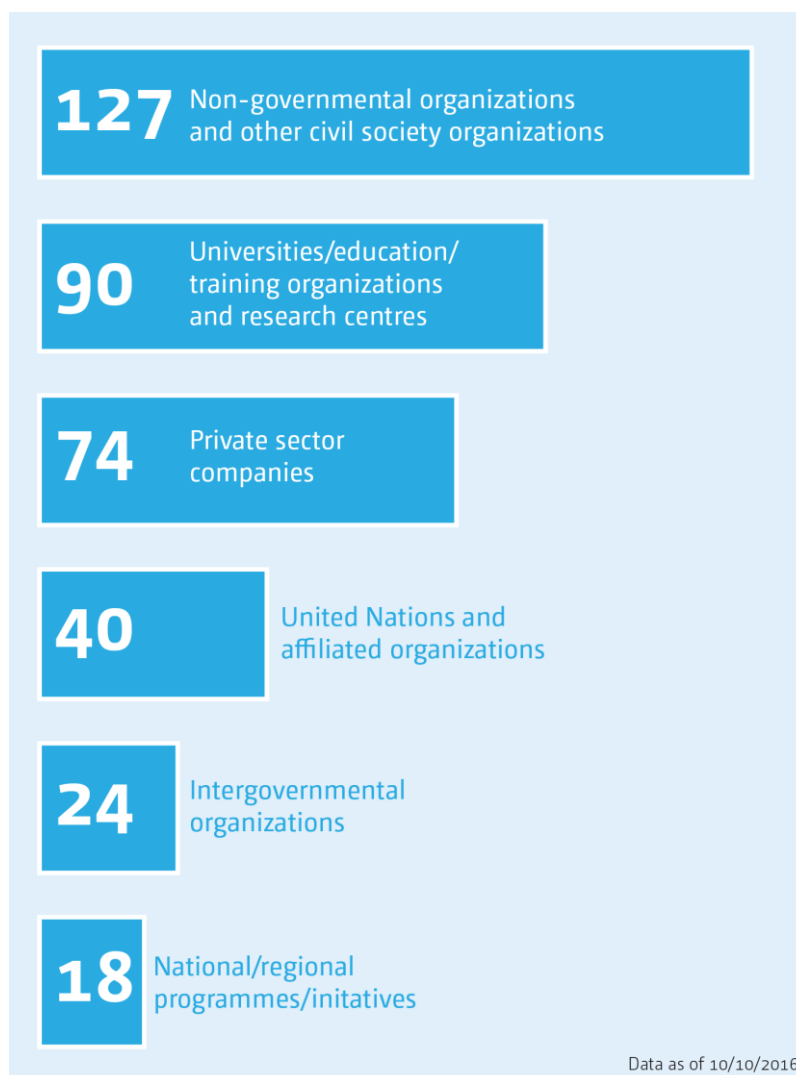 127 Non-governmental organizations
and other civil society organizations
90 Universities/education/
training organizations
and research centres
74 Private sector
companies
40 United Nations and
affiliated organizations
24 Intergovernmental
organizations
18 National/regional
programmes/initatives
Data as of 10/10/2016